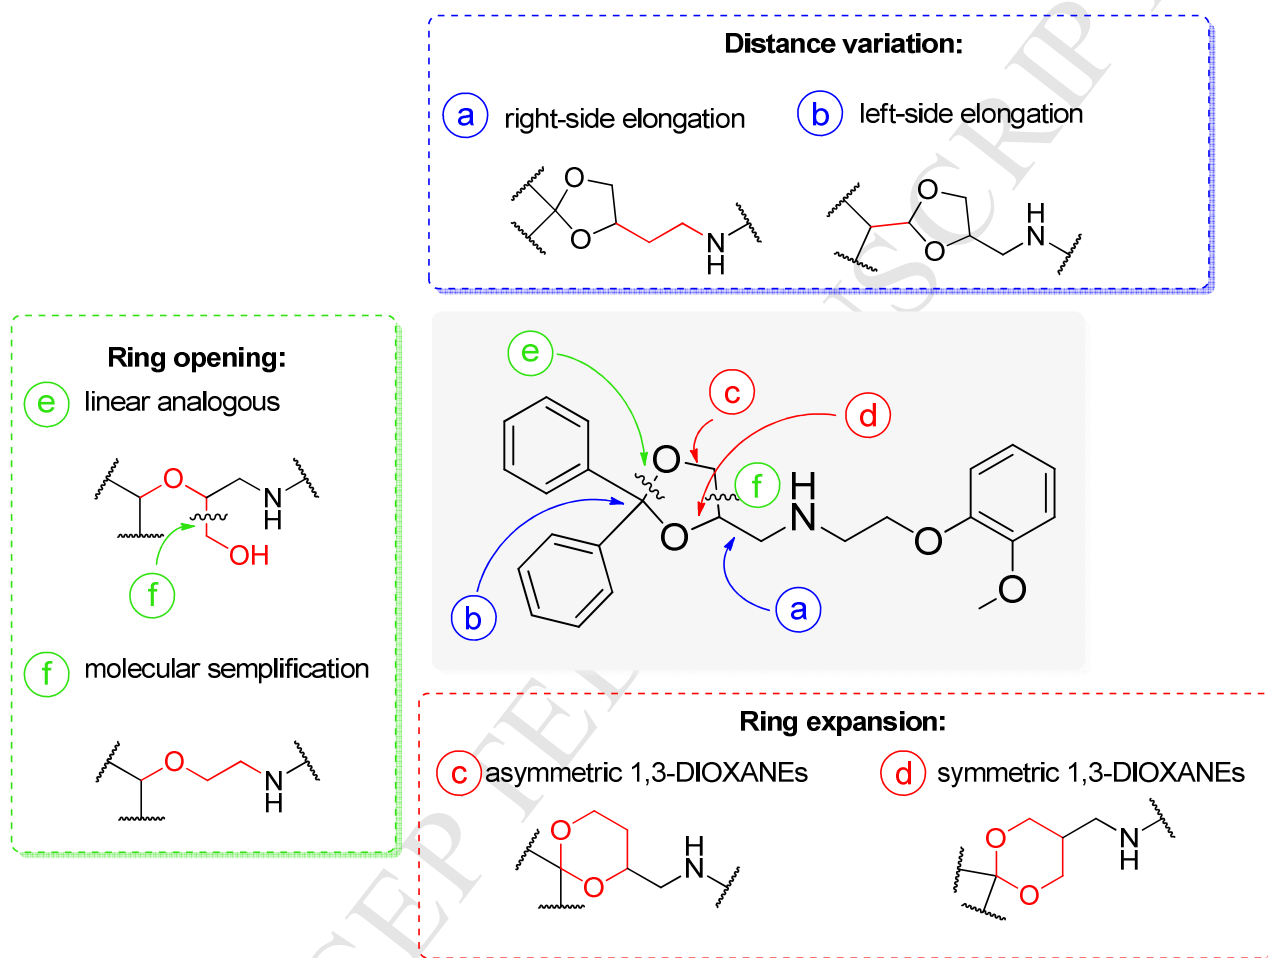 Distance variation:
a right-side elongation
b left-side elongation
O
O
N
H
O
O
H
N
Ring opening:
e linear analogous
O
N
H
OH
f
f molecular semplification
O
N
H
e
c
d
O
f
H
N
O
O
O
b
a
Ring expansion:
c asymmetric 1,3-DIOXANEs
d symmetric 1,3-DIOXANEs
O
O
H
N
O
O
N
H